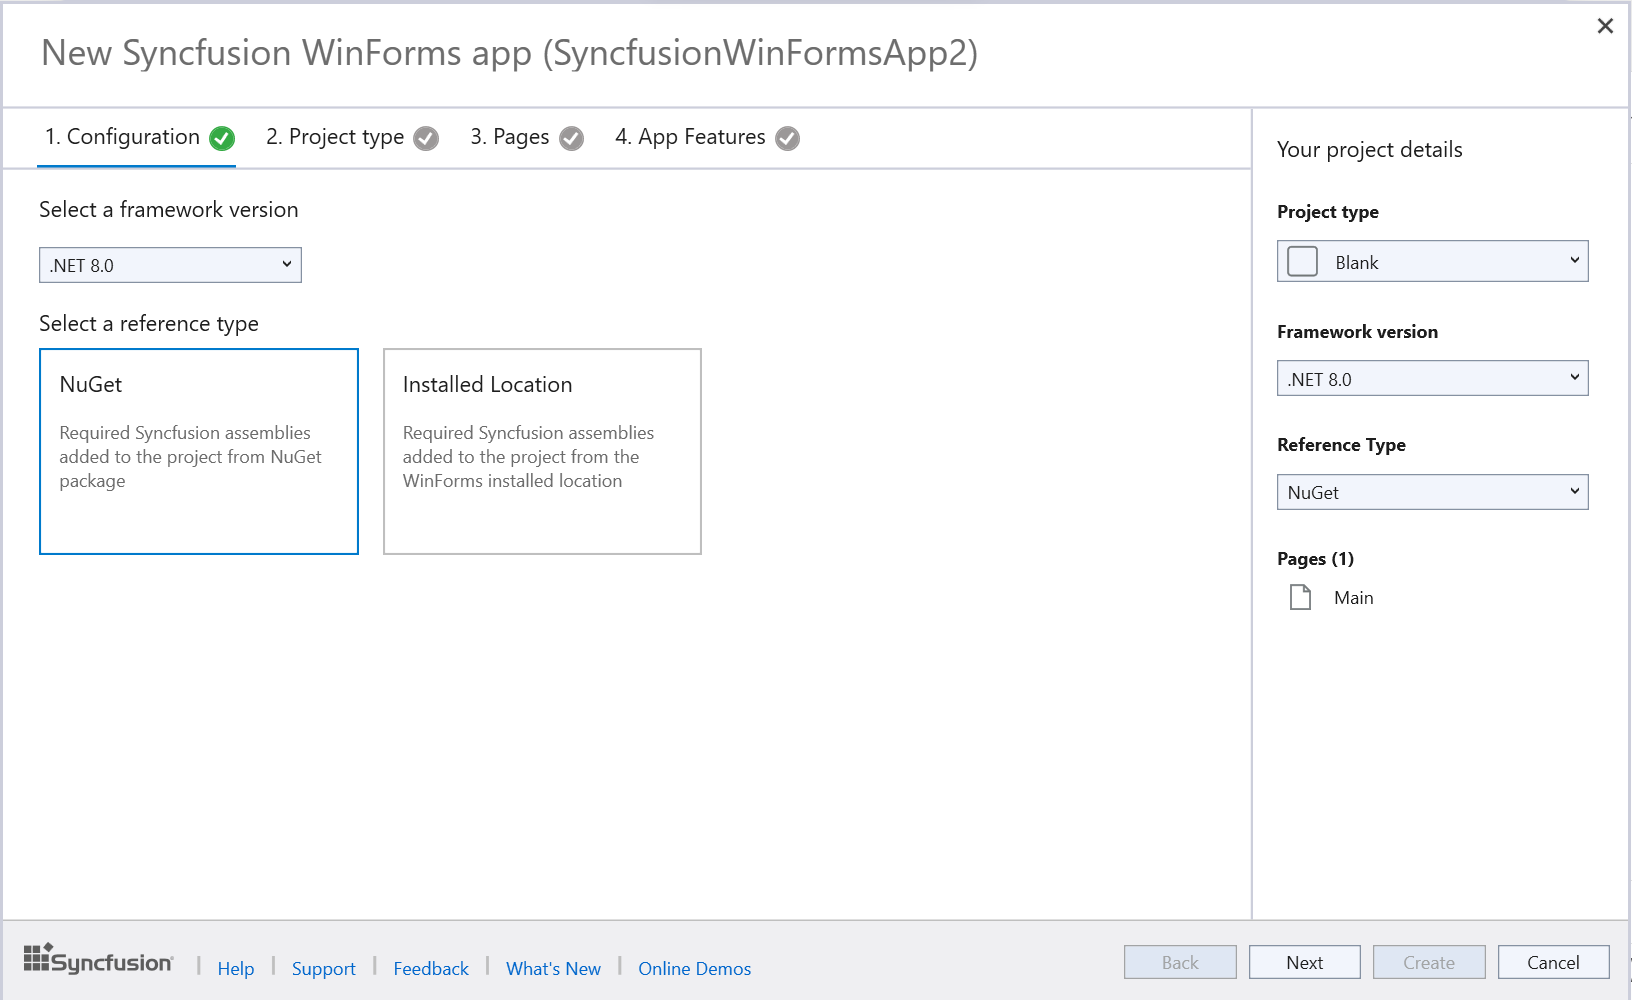 New Syncfusion WinForms app (SyncfusionWinFormsApp2)
1. Configuration
2. Project type
3. Pages
4. App Features
Select a framework version
.NET 8.0
Select a reference type
NuGet
Required Syncfusion assemblies
added to the project from NuGet
package
Installed Location
Required Syncfusion assemblies
added to the project from the
WinForms installed location
Your project details
Project type
Blank
Framework version
.NET 8.0
Reference Type
NuGet
Pages (1)
Main
Syncfusion
Help
Support
Feedback
What's New
Online Demos
Back
Next
Create
Cancel